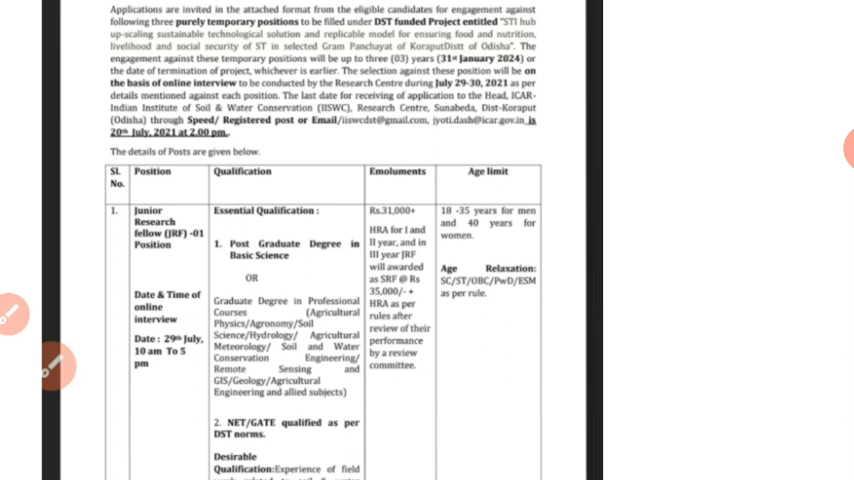 Applications are invited in the attached format from the eligible candidates for engagement against
following three purely temporary positions to be filled under DST funded Project entitled "STI hub
up-scaling sustainable technological solution and replicable model for ensuring food and nutrition,
livelihood and social security of ST in selected Gram Panchayat of KoraputDistt of Odisha". The
engagement against these temporary positions will be up to three (03) years (31st January 2024) or
the date of termination of project, whichever is earlier. The selection against these position will be on
the basis of online interview to be conducted by the Research Centre during July 29-30, 2021 as per
details mentioned against each position. The last date for receiving of application to the Head, ICAR-
Indian Institute of Soil & Water Conservation (IISWC), Research Centre, Sunabeda, Dist-Koraput
(Odisha) through Speed/ Registered post or Email/iiswcdst@gmail.com, jyoti.dash@icar.gov.in is
20th July, 2021 at 2.00 pm.
The details of Posts are given below.
Sl. No.
Position
Qualification
Emoluments
Age limit
1.
Junior
Research
fellow (JRF) -01
Position
Date & Time of
online
interview
Date : 29th July,
10 am To 5
pm
Essential Qualification :
1. Post Graduate Degree in
Basic Science
OR
Graduate Degree in Professional
Courses (Agricultural
Physics/Agronomy/Soil
Science/Hydrology/ Agricultural
Meteorology/ Soil and Water
Conservation Engineering/
Remote Sensing and
GIS/Geology/Agricultural
Engineering and allied subjects)
2. NET/GATE qualified as per
DST norms.
Desirable
Qualification:Experience of field
Rs.31,000+
HRA for I and
II year, and in
III year JRF
will awarded
as SRF @ Rs
35,000/- +
HRA as per
rules after
review of their
performance
by a review
committee.
18 -35 years for men
and 40 years for
women.
Age Relaxation:
SC/ST/OBC/PwD/ESM
as per rule.